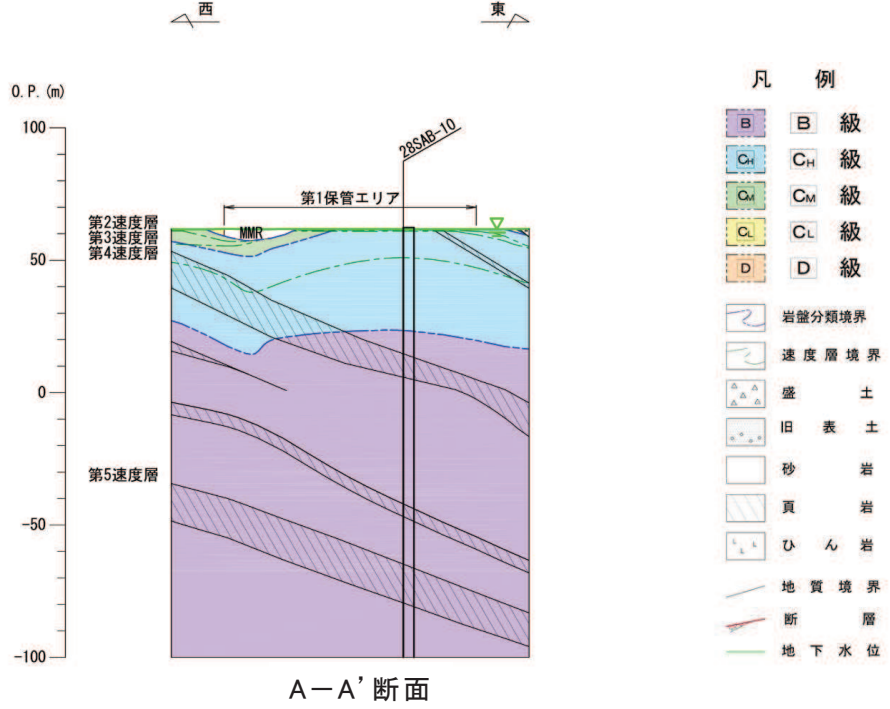 西
東
O.P.(m)
100
50
0
-50
-100
28SAB-10
第1保管エリア
MMR
第2速度層
第3速度層
第4速度層
第5速度層
A-A'断面
凡 例
B B 級
CH CH 級
CM CM 級
CL CL 級
D D 級
岩盤分類境界
速度層境界
盛 土
旧 表 土
砂 岩
頁 岩
ひ ん 岩
地 質 境 界
断 層
地 下 水 位